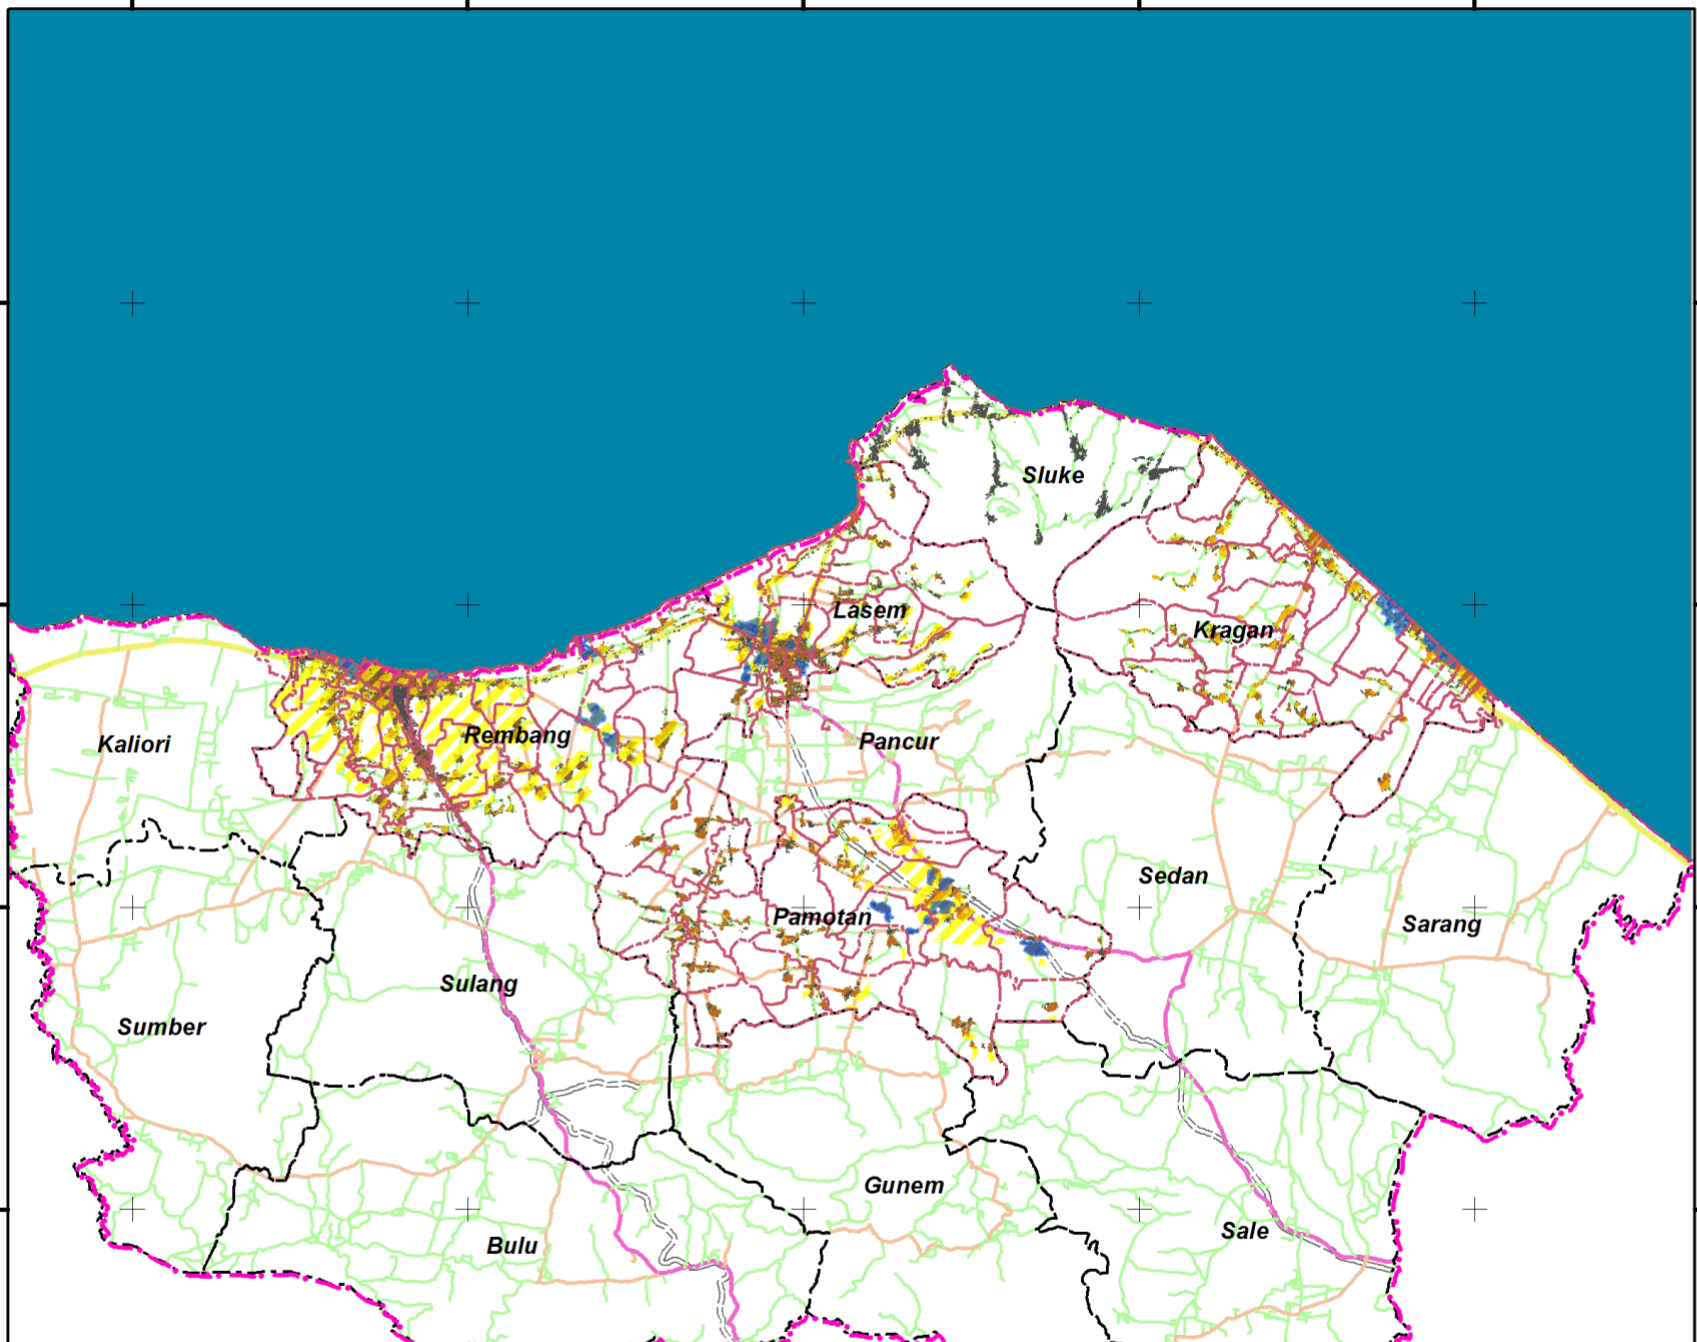 Sluke
Lasem
Kragan
Rembang
Pancur
Kaliori
Sedan
Pamotan
Sarang
Sulang
Sumber
Gunem
Sale
Bulu